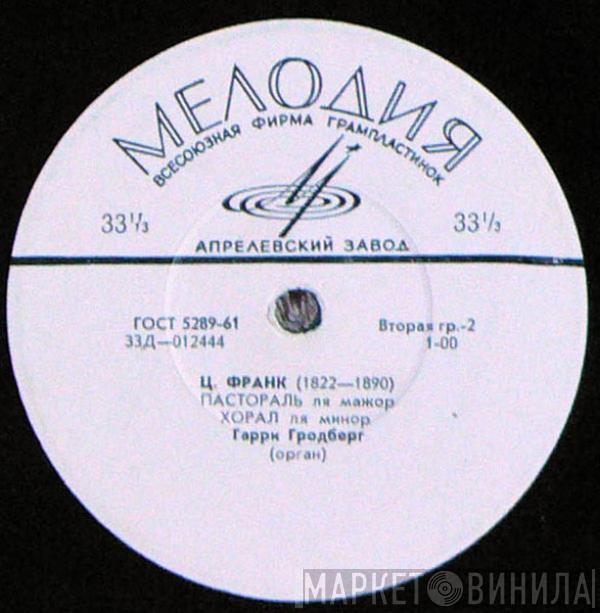 МЕЛОДИЯ
ВСЕСОЮЗНАЯ ФИРМА ГРАМПЛАСТИНОК
33⅓ 33⅓
АПРЕЛЕВСКИЙ ЗАВОД
ГОСТ 5289-61 Вторая гр.-2
33Д—012444 1-00
Ц. ФРАНК (1822—1890)
ПАСТОРАЛЬ ля мажор
ХОРАЛ ля минор
Гарри Гродберг
(орган)
МАРКЕТ ВИНИЛА